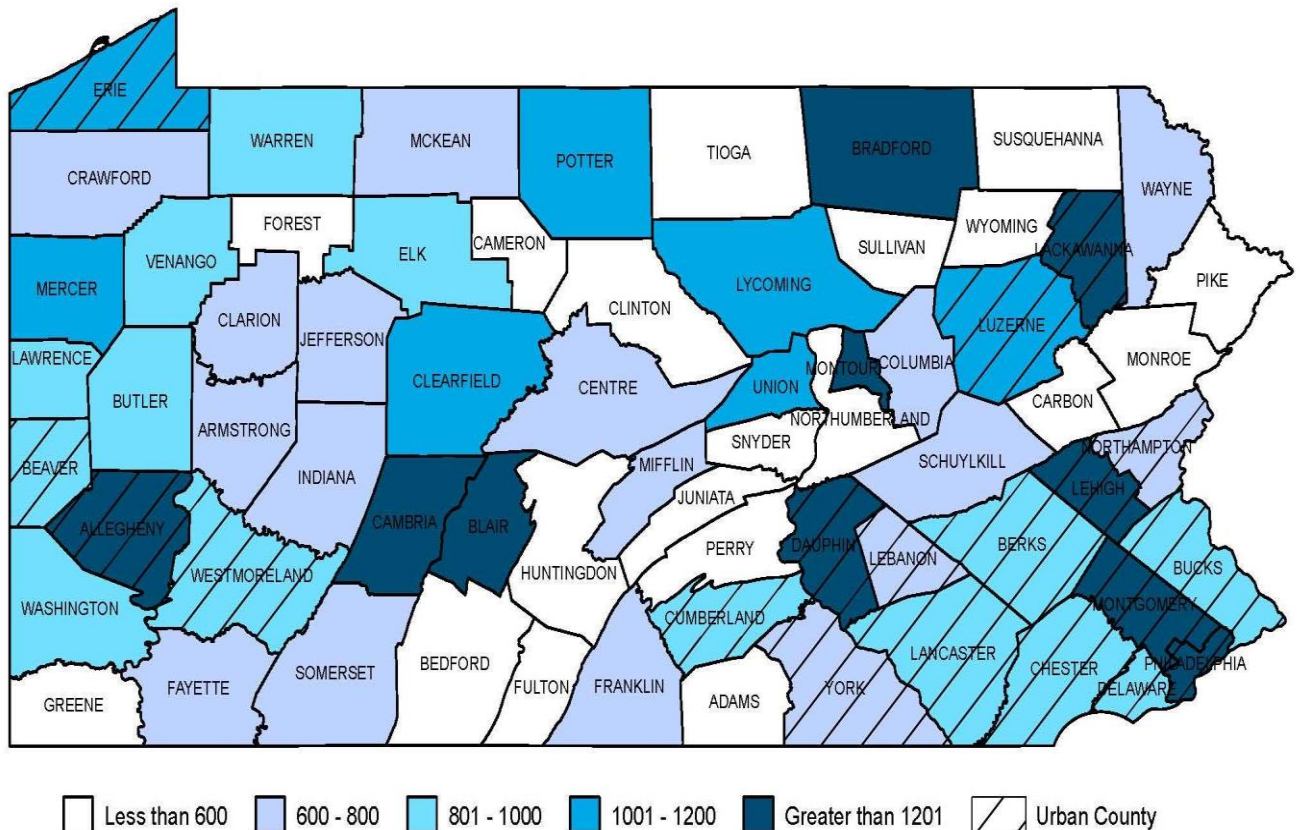 ERIE
WARREN
MCKEAN
POTTER
TIOGA
BRADFORD
SUSQUEHANNA
CRAWFORD
WAYNE
FOREST
CAMERON
SULLIVAN
WYOMING
LACKAWANNA
VENANGO
ELK
MERCER
LYCOMING
PIKE
CLARION
CLINTON
LUZERNE
JEFFERSON
LAWRENCE
MONROE
COLUMBIA
MONTOUR
CLEARFIELD
CENTRE
UNION
BUTLER
CARBON
NORTHUMBERLAND
ARMSTRONG
SNYDER
NORTHAMPTON
BEAVER
MIFFLIN
SCHUYLKILL
INDIANA
LEHIGH
JUNIATA
ALLEGHENY
CAMBRIA
BLAIR
DAUPHIN
BERKS
PERRY
LEBANON
BUCKS
HUNTINGDON
WESTMORELAND
WASHINGTON
MONTGOMERY
CUMBERLAND
LANCASTER
PHILADELPHIA
BEDFORD
CHESTER
SOMERSET
FULTON
FRANKLIN
YORK
DELAWARE
FAYETTE
ADAMS
GREENE
Less than 600
600 - 800
801 - 1000
1001 - 1200
Greater than 1201
Urban County